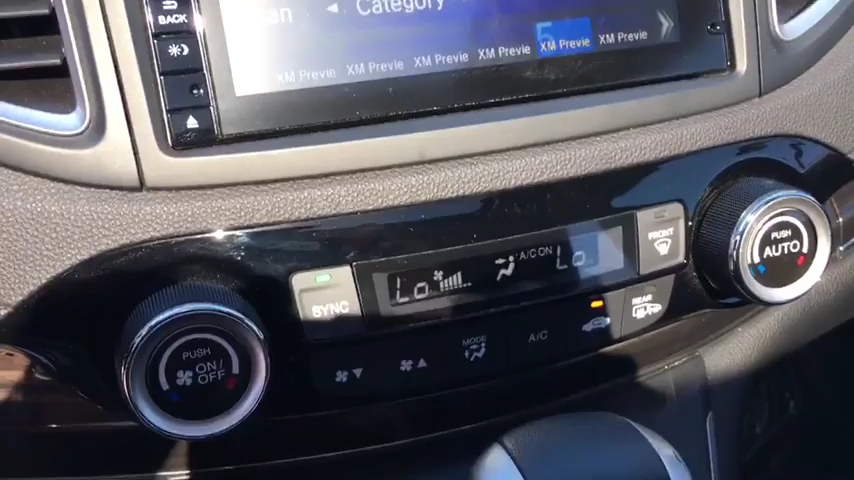 BACK
an
Category
5
XM Previe XM Previe XM Previe XM Previe XM Previe XM Previe
SYNC
Lo
A/C ON
Lo
FRONT
PUSH
AUTO
REAR
PUSH
ON/
OFF
MODE
A/C